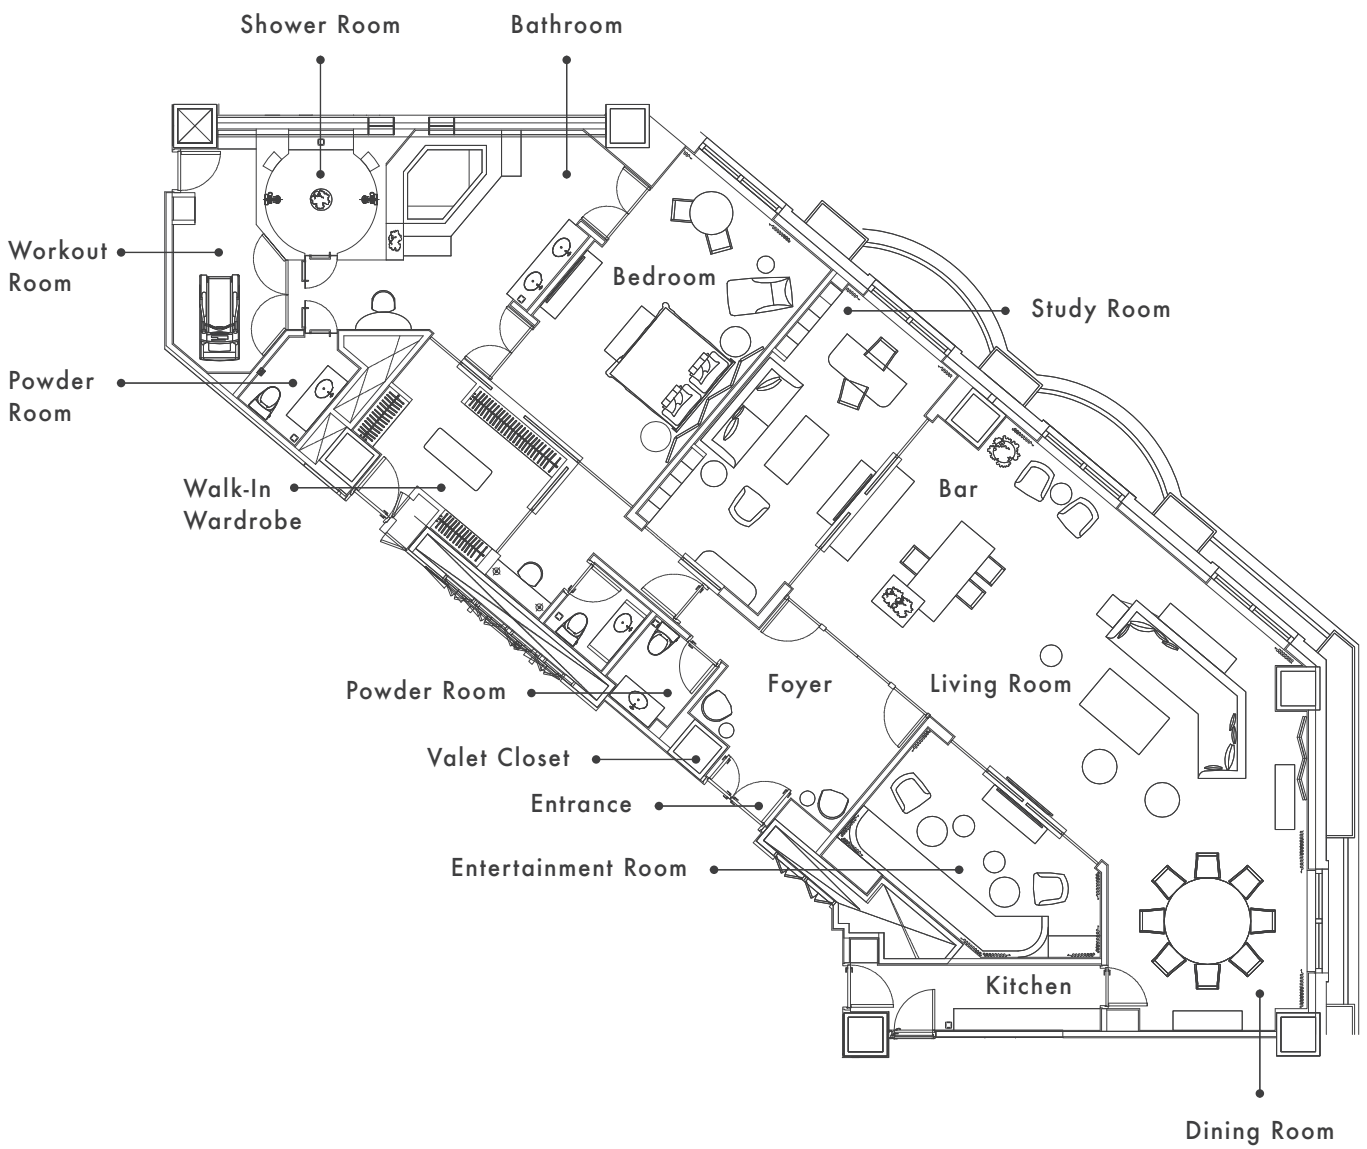 Shower Room
Bathroom
Workout
Room
Bedroom
Study Room
Powder
Room
Walk-In
Wardrobe
Bar
Powder Room
Foyer
Living Room
Valet Closet
Entrance
Entertainment Room
Kitchen
Dining Room